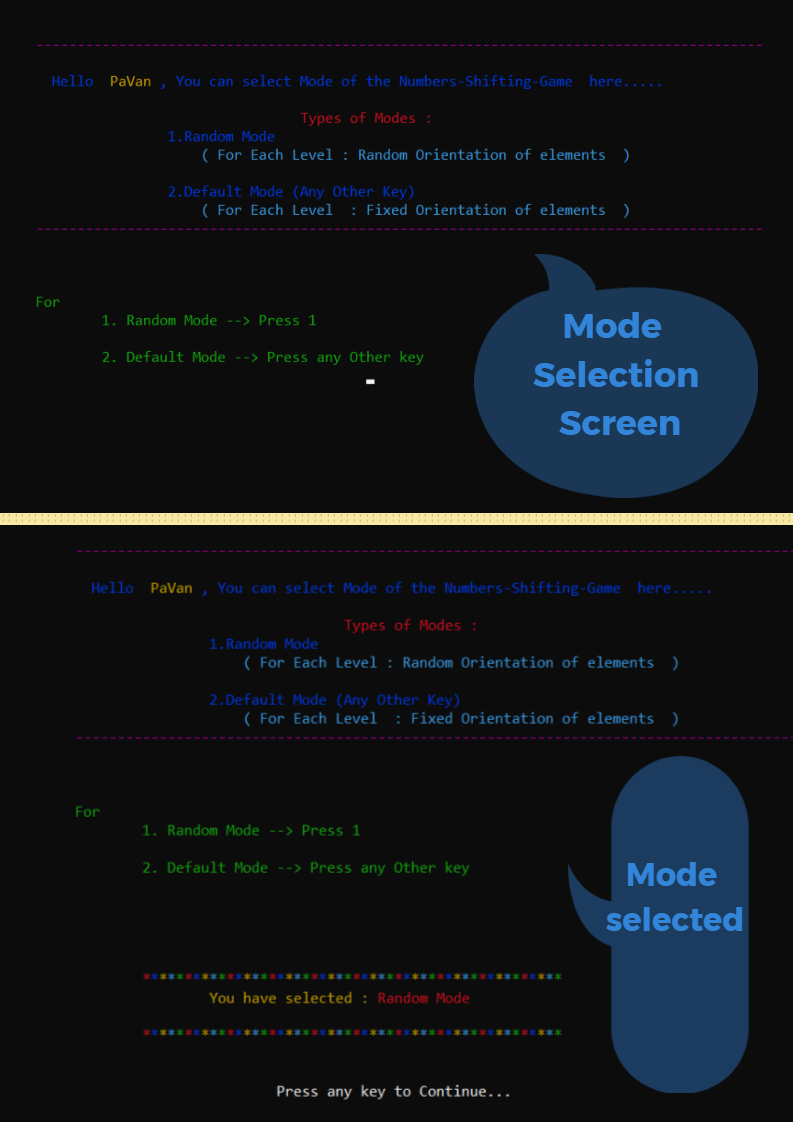 --------------------------------------------------------------------------------
Hello  PaVan , You can select Mode of the Numbers-Shifting-Game  here.....
Types of Modes :
1.Random Mode
( For Each Level : Random Orientation of elements  )
2.Default Mode (Any Other Key)
( For Each Level  : Fixed Orientation of elements  )
--------------------------------------------------------------------------------
For
1. Random Mode --> Press 1
2. Default Mode --> Press any Other key
Mode
Selection
Screen
--------------------------------------------------------------------------------
Hello  PaVan , You can select Mode of the Numbers-Shifting-Game  here.....
Types of Modes :
1.Random Mode
( For Each Level : Random Orientation of elements  )
2.Default Mode (Any Other Key)
( For Each Level  : Fixed Orientation of elements  )
--------------------------------------------------------------------------------
For
1. Random Mode --> Press 1
2. Default Mode --> Press any Other key
Mode
selected
**************************************************
You have selected : Random Mode
**************************************************
Press any key to Continue...